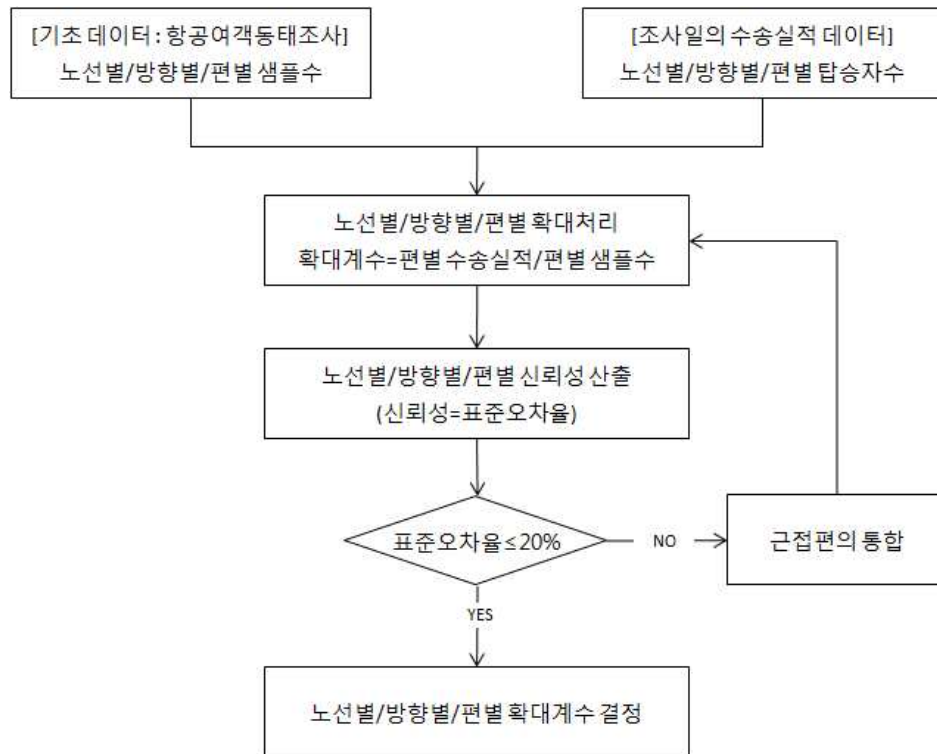 [기초 데이터 : 항공여객동태조사]
노선별/방향별/편별 샘플수
[조사일의 수송실적 데이터]
노선별/방향별/편별 탑승자수
노선별/방향별/편별 확대처리
확대계수=편별 수송실적/편별 샘플수
노선별/방향별/편별 신뢰성 산출
(신뢰성=표준오차율)
표준오차율≤20%
NO
근접편의 통합
YES
노선별/방향별/편별 확대계수 결정